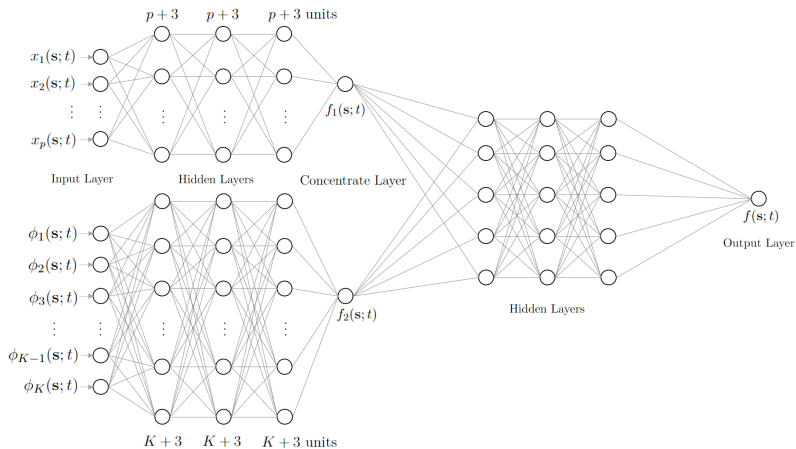 p + 3 p + 3 p + 3 units
x₁(s; t)
x₂(s; t)
⋮ ⋮ ⋮ ⋮ ⋮
xₚ(s; t)
f₁(s; t)
Input Layer Hidden Layers Concentrate Layer
ϕ₁(s; t)
ϕ₂(s; t)
ϕ₃(s; t)
⋮ ⋮ ⋮ ⋮ ⋮
ϕ_{K−1}(s; t)
ϕ_K(s; t)
f₂(s; t)
K + 3 K + 3 K + 3 units
Hidden Layers
f(s; t)
Output Layer